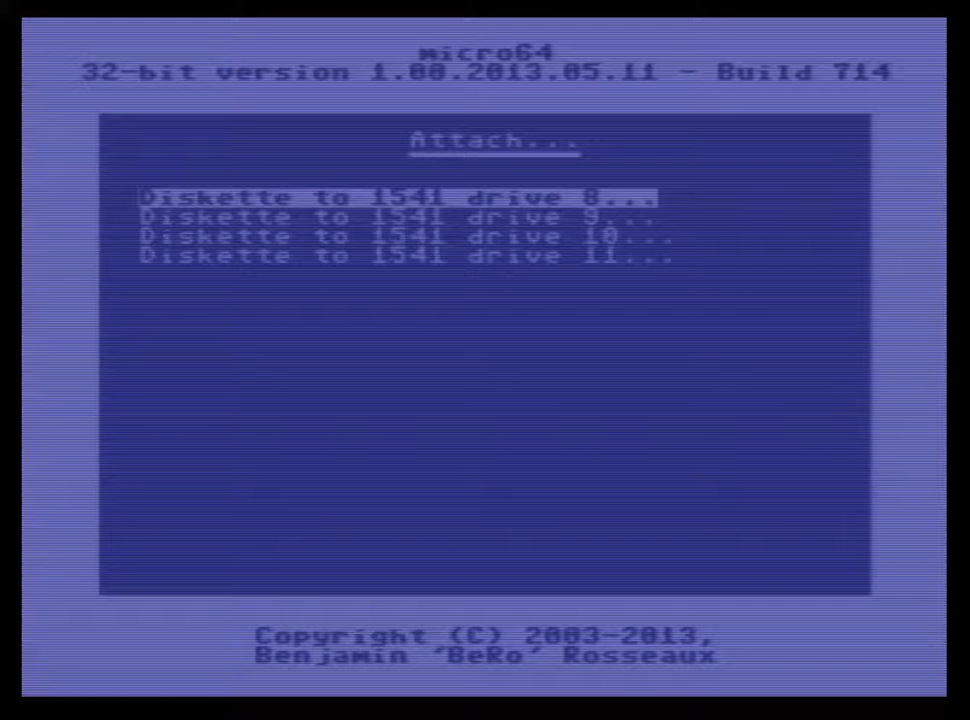 micro64
32-bit version 1.00.2013.05.11 - Build 714
Attach...
Diskette to 1541 drive 8...
Diskette to 1541 drive 9...
Diskette to 1541 drive 10...
Diskette to 1541 drive 11...
Copyright (C) 2003-2013,
Benjamin 'BeRo' Rosseaux